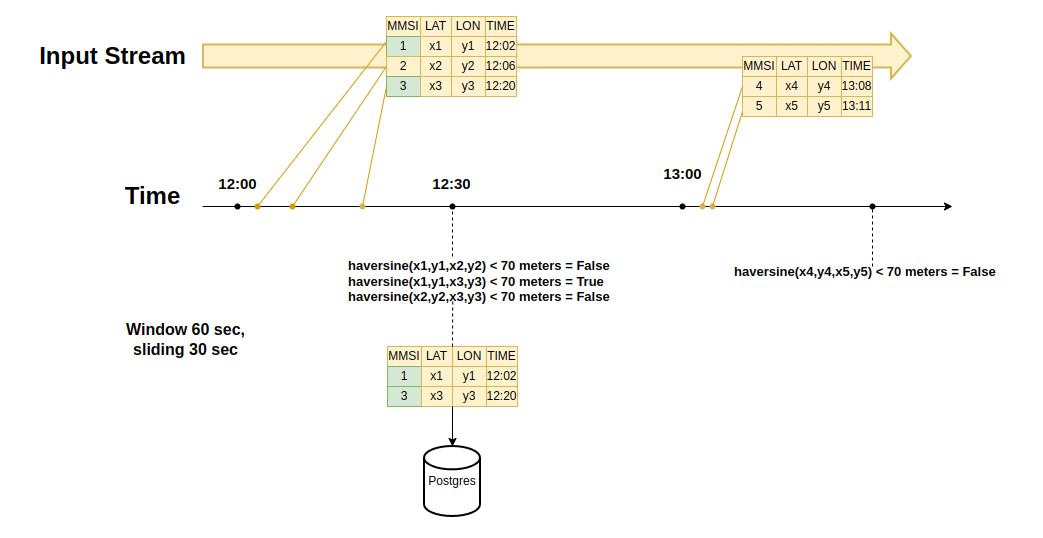 Input Stream
MMSI LAT LON TIME
1 x1 y1 12:02
2 x2 y2 12:06
3 x3 y3 12:20
MMSI LAT LON TIME
4 x4 y4 13:08
5 x5 y5 13:11
Time
12:00
12:30
13:00
haversine(x1,y1,x2,y2) < 70 meters = False
haversine(x1,y1,x3,y3) < 70 meters = True
haversine(x2,y2,x3,y3) < 70 meters = False
haversine(x4,y4,x5,y5) < 70 meters = False
Window 60 sec,
sliding 30 sec
MMSI LAT LON TIME
1 x1 y1 12:02
3 x3 y3 12:20
Postgres